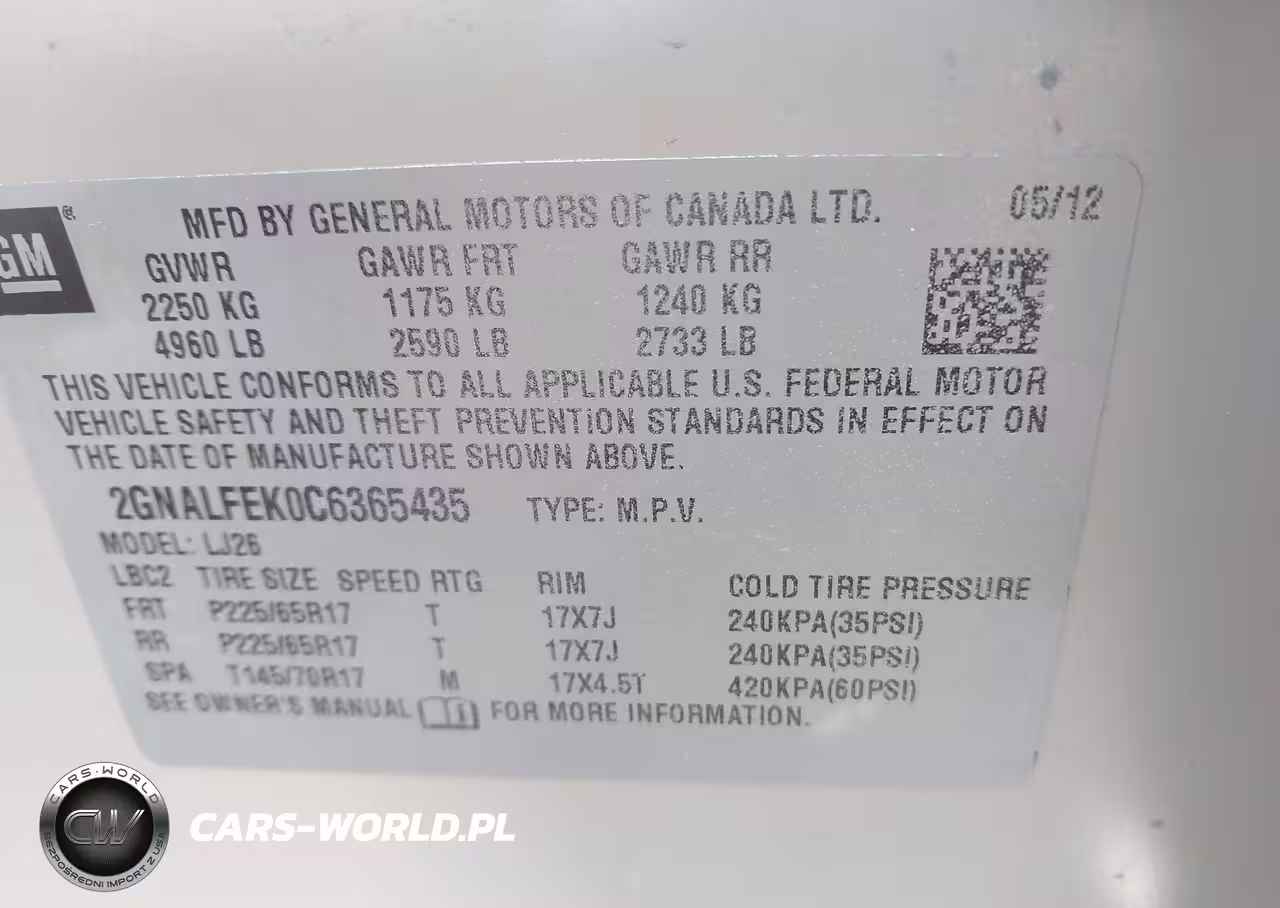 GM®
MFD BY GENERAL MOTORS OF CANADA LTD. 05/12
GVWR GAWR FRT GAWR RR
2250 KG 1175 KG 1240 KG
4960 LB 2590 LB 2733 LB
THIS VEHICLE CONFORMS TO ALL APPLICABLE U.S. FEDERAL MOTOR
VEHICLE SAFETY AND THEFT PREVENTION STANDARDS IN EFFECT ON
THE DATE OF MANUFACTURE SHOWN ABOVE.
2GNALFEK0C6365435 TYPE: M.P.V.
MODEL: LJ26
LBC2 TIRE SIZE SPEED RTG RIM COLD TIRE PRESSURE
FRT P225/65R17 T 17X7J 240KPA(35PSI)
RR P225/65R17 T 17X7J 240KPA(35PSI)
SPA T145/70R17 M 17X4.5T 420KPA(60PSI)
SEE OWNER'S MANUAL FOR MORE INFORMATION.
CARS-WORLD
CW
BEZPOŚREDNI IMPORT Z USA
CARS-WORLD.PL